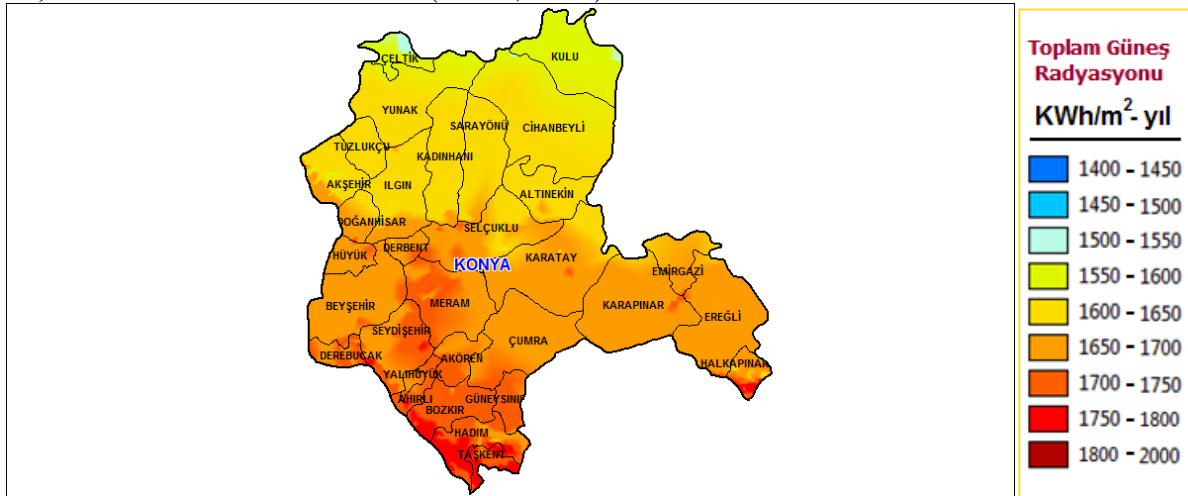 ÇELTİK
KULU
YUNAK
SARAYÖNÜ
CİHANBEYLİ
TUZLUKÇU
KADINHANI
AKŞEHİR
ILGIN
ALTINEKİN
DOĞANHİSAR
SELÇUKLU
HÜYÜK
DERBENT
KONYA
KARATAY
EMİRGAZİ
BEYŞEHİR
MERAM
KARAPINAR
EREĞLİ
SEYDİŞEHİR
ÇUMRA
DEREBUCAK
AKÖREN
HALKAPINAR
YALIHÜYÜK
AHIRLI
BOZKIR
GÜNEYSINIR
HADIM
TAŞKENT
Toplam Güneş
Radyasyonu
KWh/m²- yıl
1400 - 1450
1450 - 1500
1500 - 1550
1550 - 1600
1600 - 1650
1650 - 1700
1700 - 1750
1750 - 1800
1800 - 2000